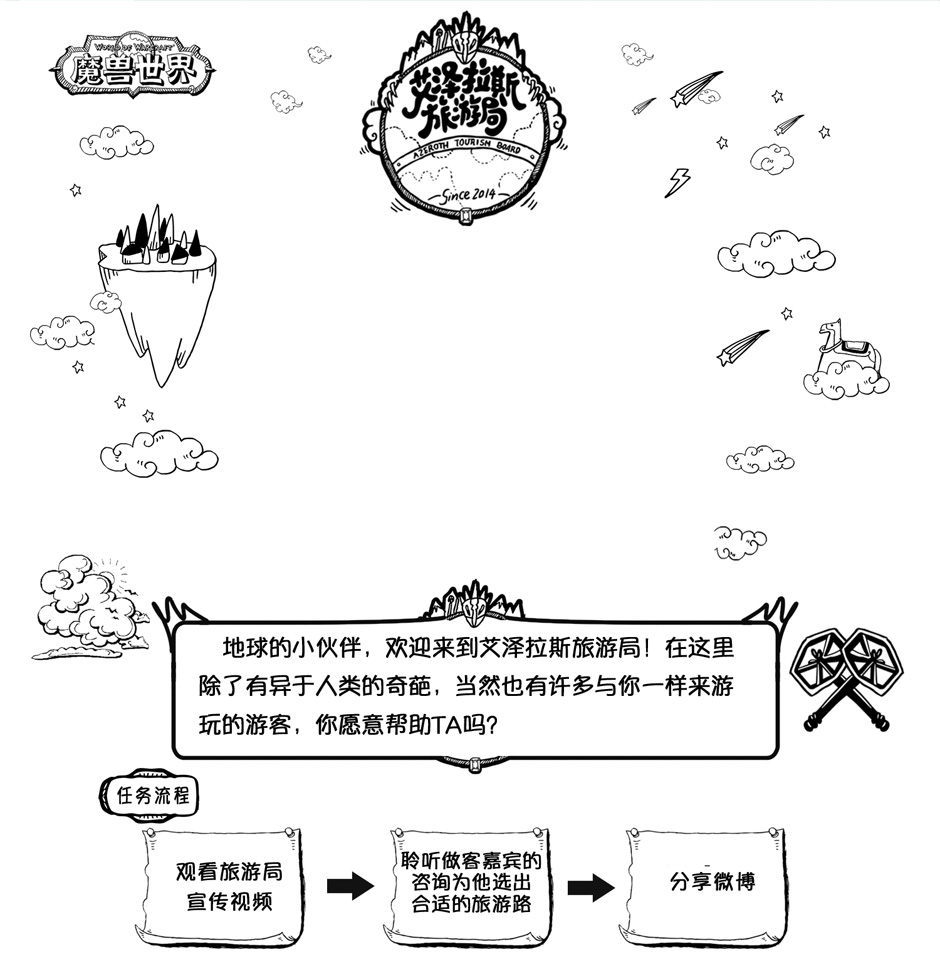 WORLD OF WARCRAFT
魔兽世界
艾泽拉斯
旅游局
AZEROTH TOURISM BOARD
Since 2014
地球的小伙伴，欢迎来到艾泽拉斯旅游局！在这里
除了有异于人类的奇葩，当然也有许多与你一样来游
玩的游客，你愿意帮助TA吗？
任务流程
观看旅游局
宣传视频
聆听做客嘉宾的
咨询为他选出
合适的旅游路
分享微博